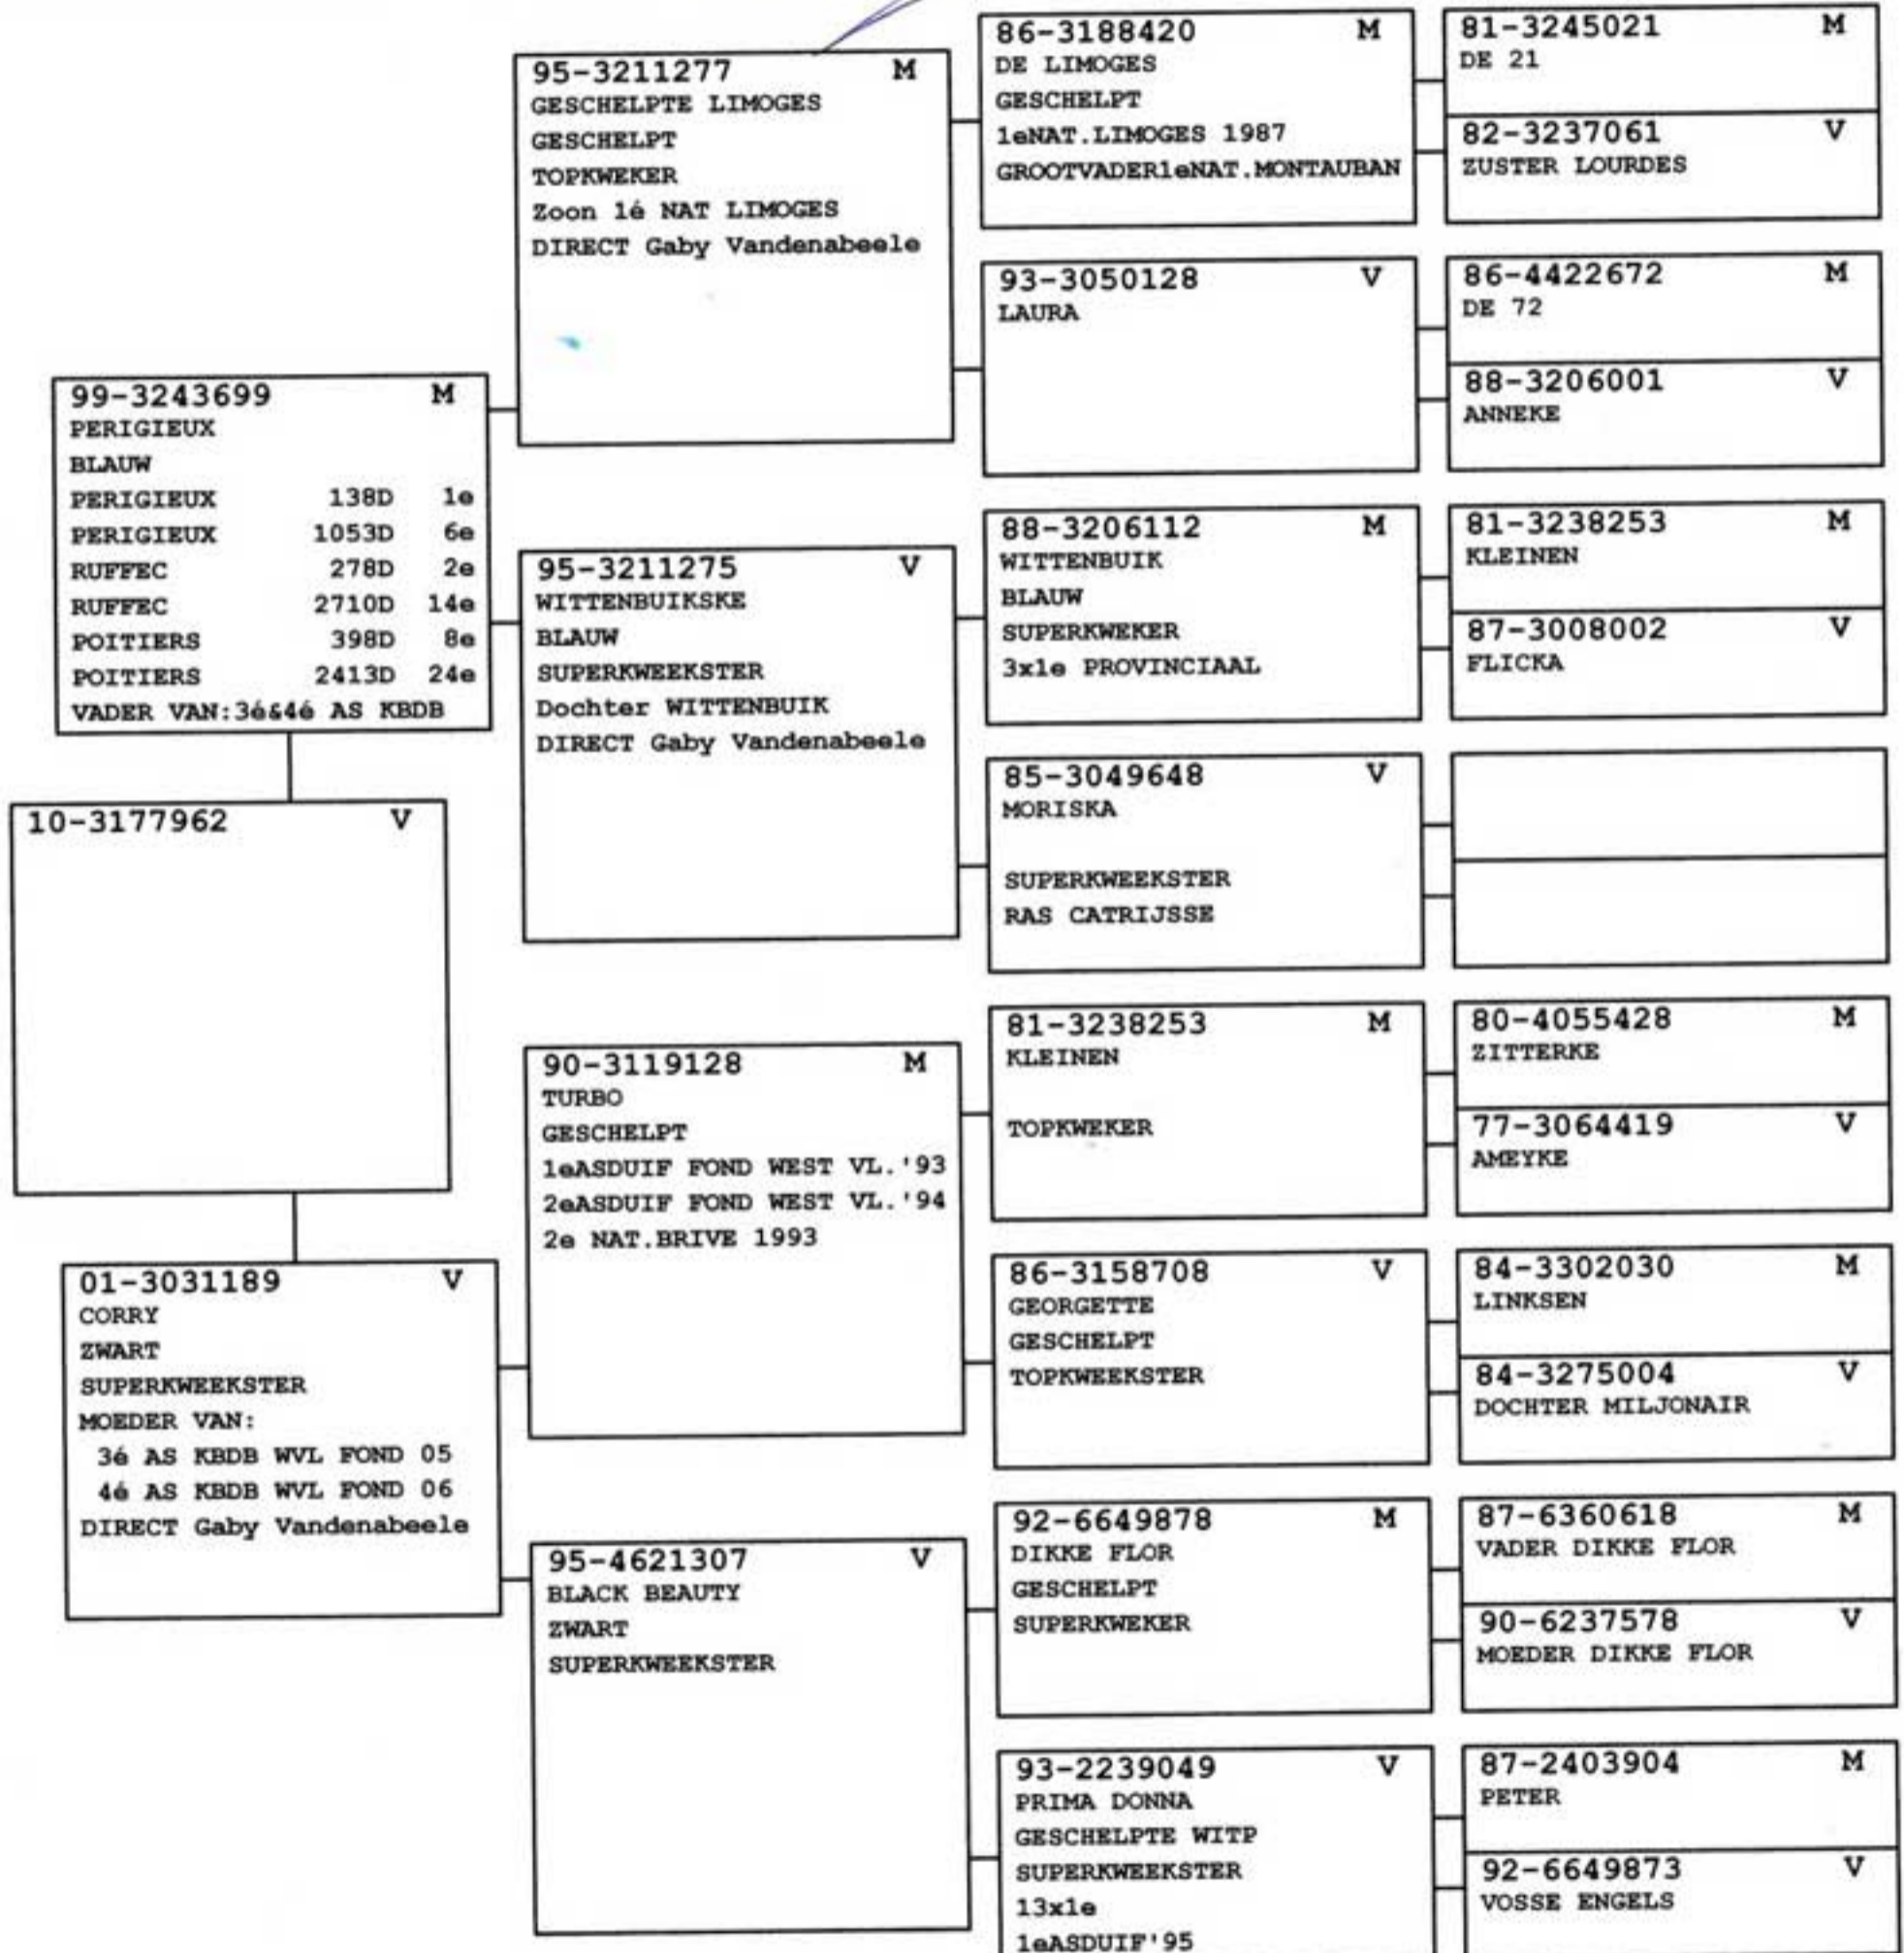 99-3243699 M
PERIGIEUX
BLAUW
PERIGIEUX 138D 1e
PERIGIEUX 1053D 6e
RUFFEC 278D 2e
RUFFEC 2710D 14e
POITIERS 398D 8e
POITIERS 2413D 24e
VADER VAN:3é&4é AS KBDB
10-3177962 V
01-3031189 V
CORRY
ZWART
SUPERKWEEKSTER
MOEDER VAN:
3é AS KBDB WVL FOND 05
4é AS KBDB WVL FOND 06
DIRECT Gaby Vandenabeele
95-3211277 M
GESCHELPTE LIMOGES
GESCHELPT
TOPKWEKER
Zoon 1é NAT LIMOGES
DIRECT Gaby Vandenabeele
95-3211275 V
WITTENBUIKSKE
BLAUW
SUPERKWEEKSTER
Dochter WITTENBUIK
DIRECT Gaby Vandenabeele
90-3119128 M
TURBO
GESCHELPT
1eASDUIF FOND WEST VL.'93
2eASDUIF FOND WEST VL.'94
2e NAT.BRIVE 1993
95-4621307 V
BLACK BEAUTY
ZWART
SUPERKWEEKSTER
86-3188420 M
DE LIMOGES
GESCHELPT
1eNAT.LIMOGES 1987
GROOTVADER1eNAT.MONTAUBAN
93-3050128 V
LAURA
88-3206112 M
WITTENBUIK
BLAUW
SUPERKWEKER
3x1e PROVINCIAAL
85-3049648 V
MORISKA
SUPERKWEEKSTER
RAS CATRIJSSE
81-3238253 M
KLEINEN
TOPKWEKER
86-3158708 V
GEORGETTE
GESCHELPT
TOPKWEEKSTER
92-6649878 M
DIKKE FLOR
GESCHELPT
SUPERKWEKER
93-2239049 V
PRIMA DONNA
GESCHELPTE WITP
SUPERKWEEKSTER
13x1e
1eASDUIF'95
81-3245021 M
DE 21
82-3237061 V
ZUSTER LOURDES
86-4422672 M
DE 72
88-3206001 V
ANNEKE
81-3238253 M
KLEINEN
87-3008002 V
FLICKA
80-4055428 M
ZITTERKE
77-3064419 V
AMEYKE
84-3302030 M
LINKSEN
84-3275004 V
DOCHTER MILJONAIR
87-6360618 M
VADER DIKKE FLOR
90-6237578 V
MOEDER DIKKE FLOR
87-2403904 M
PETER
92-6649873 V
VOSSE ENGELS